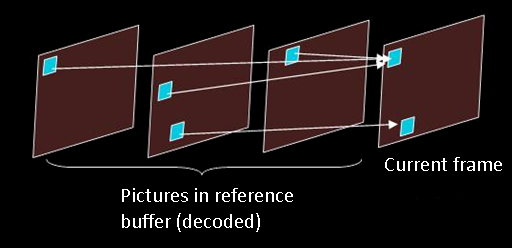 Current frame
Pictures in reference
buffer (decoded)